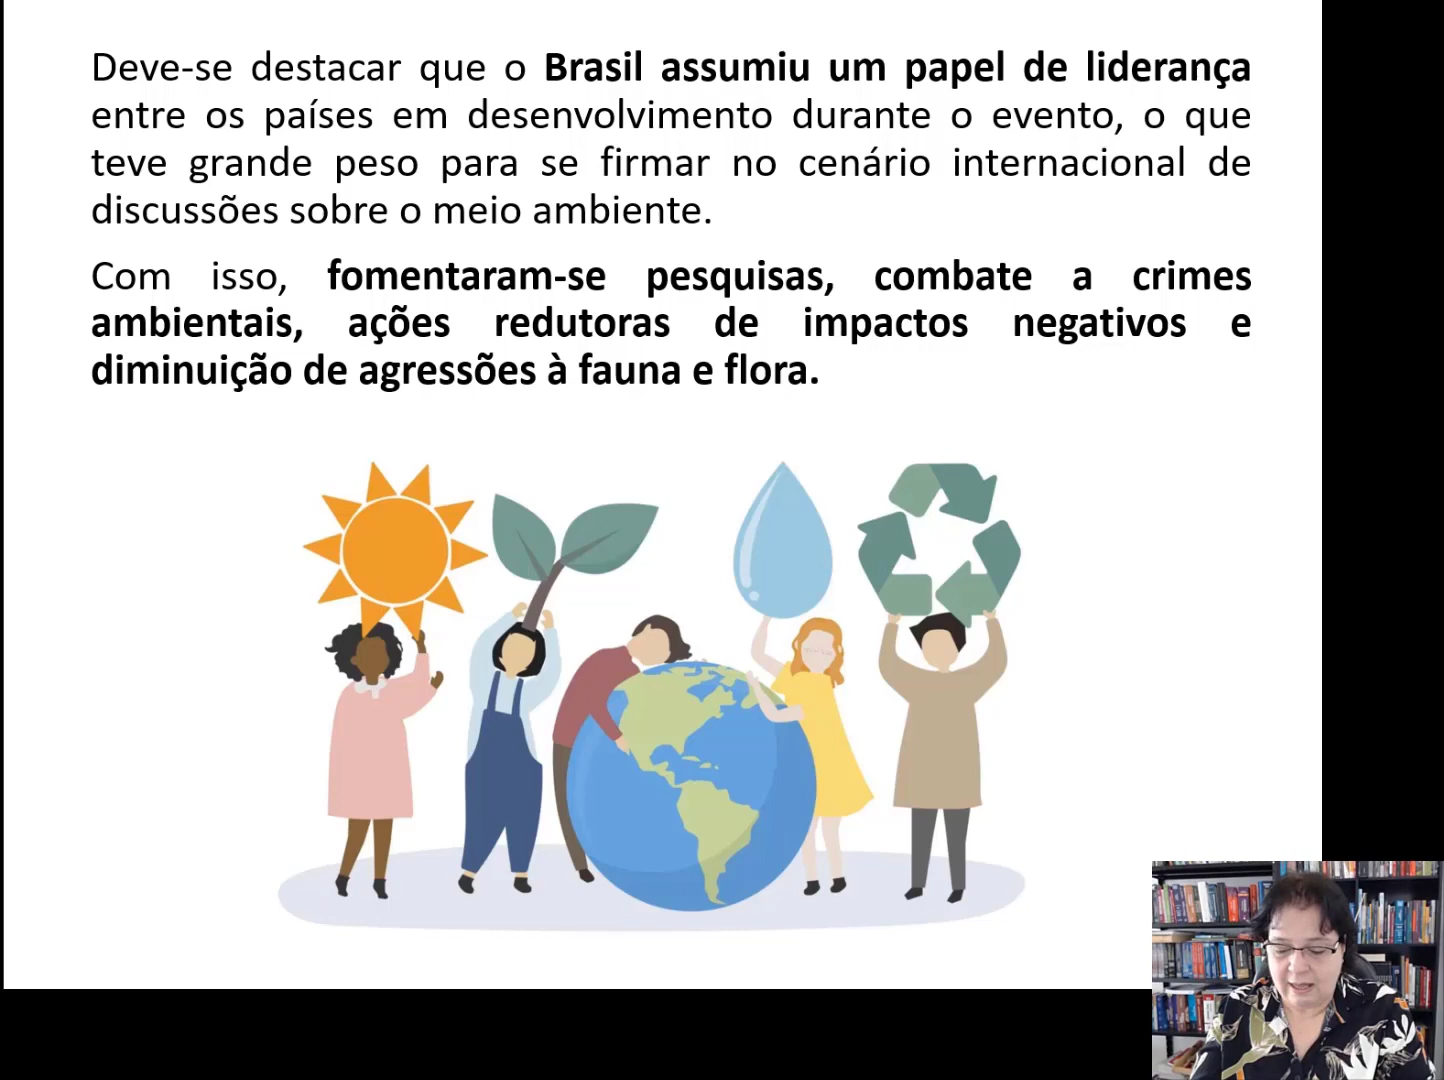 Deve-se destacar que o Brasil assumiu um papel de liderança
entre os países em desenvolvimento durante o evento, o que
teve grande peso para se firmar no cenário internacional de
discussões sobre o meio ambiente.
Com isso, fomentaram-se pesquisas, combate a crimes
ambientais, ações redutoras de impactos negativos e
diminuição de agressões à fauna e flora.